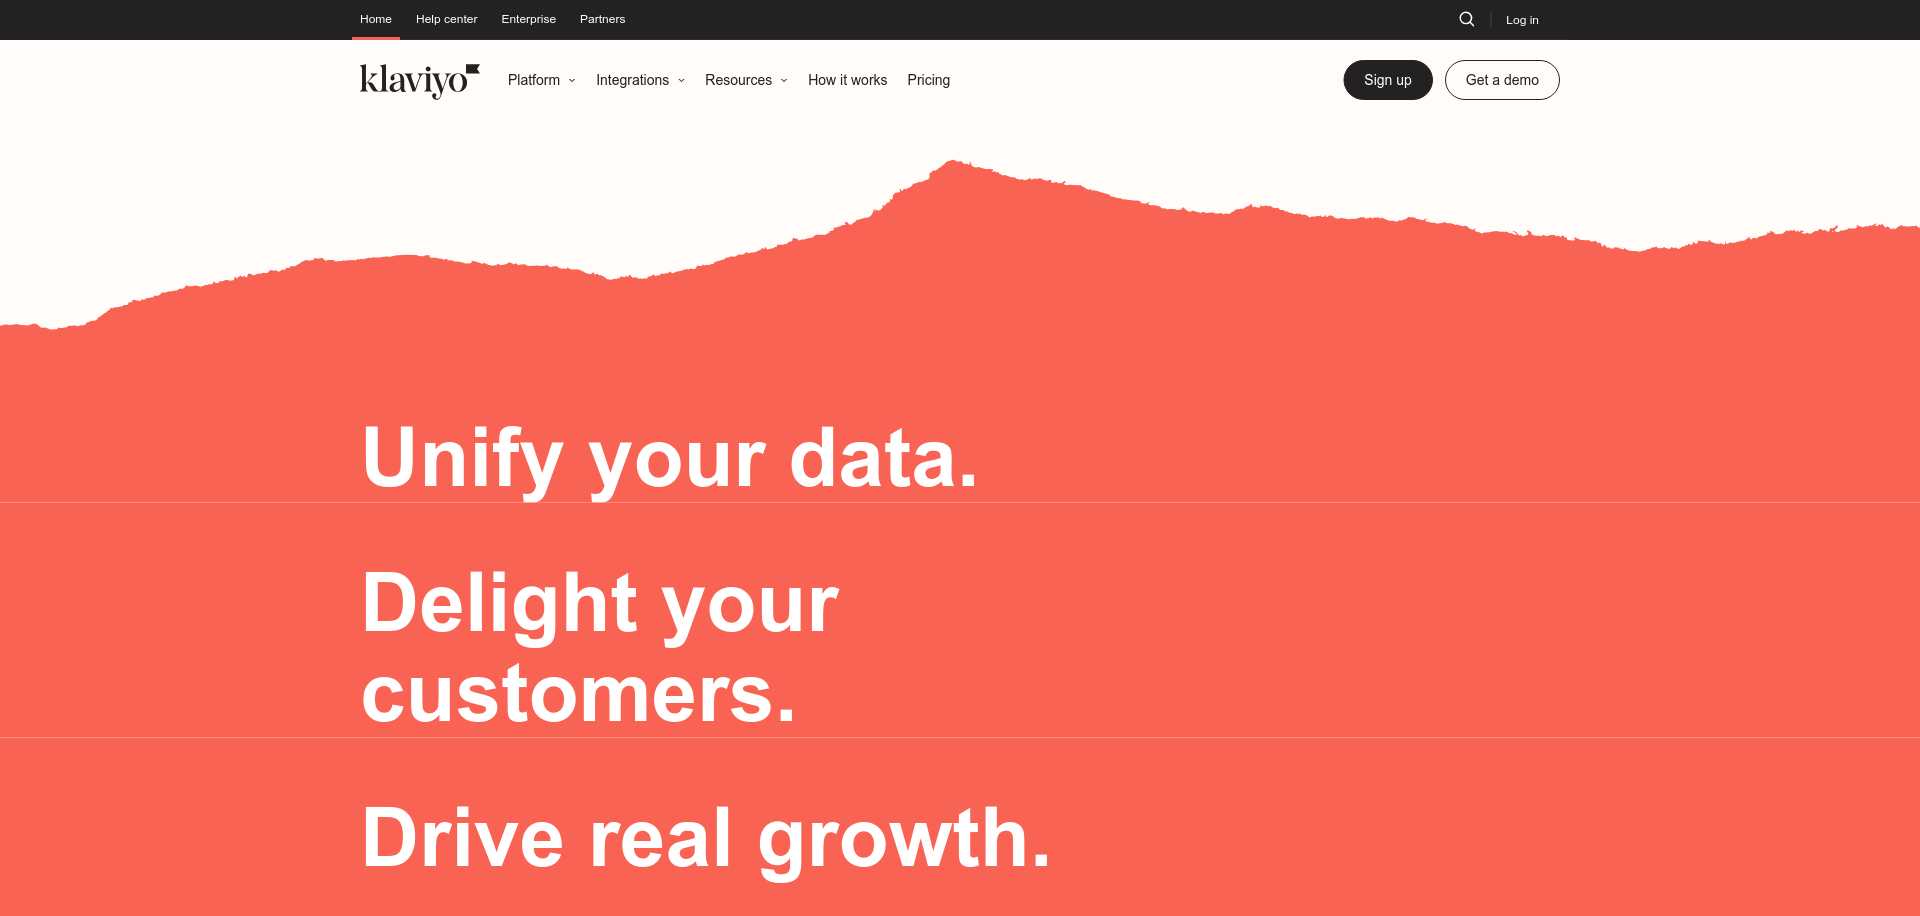 Home Help center Enterprise Partners Log in
klaviyo Platform Integrations Resources How it works Pricing Sign up Get a demo
Unify your data.
Delight your
customers.
Drive real growth.